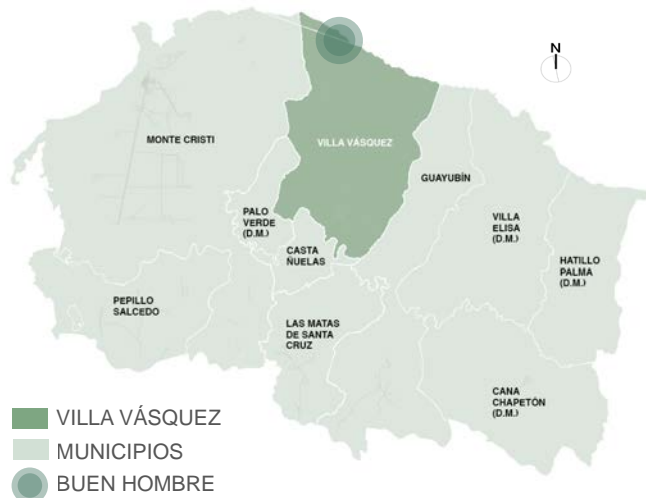 N
MONTE CRISTI
VILLA VÁSQUEZ
GUAYUBÍN
PALO
VERDE
(D.M.)
VILLA
ELISA
(D.M.)
CASTA
ÑUELAS
HATILLO
PALMA
(D.M.)
PEPILLO
SALCEDO
LAS MATAS
DE SANTA
CRUZ
CANA
CHAPETÓN
(D.M.)
VILLA VÁSQUEZ
MUNICIPIOS
BUEN HOMBRE